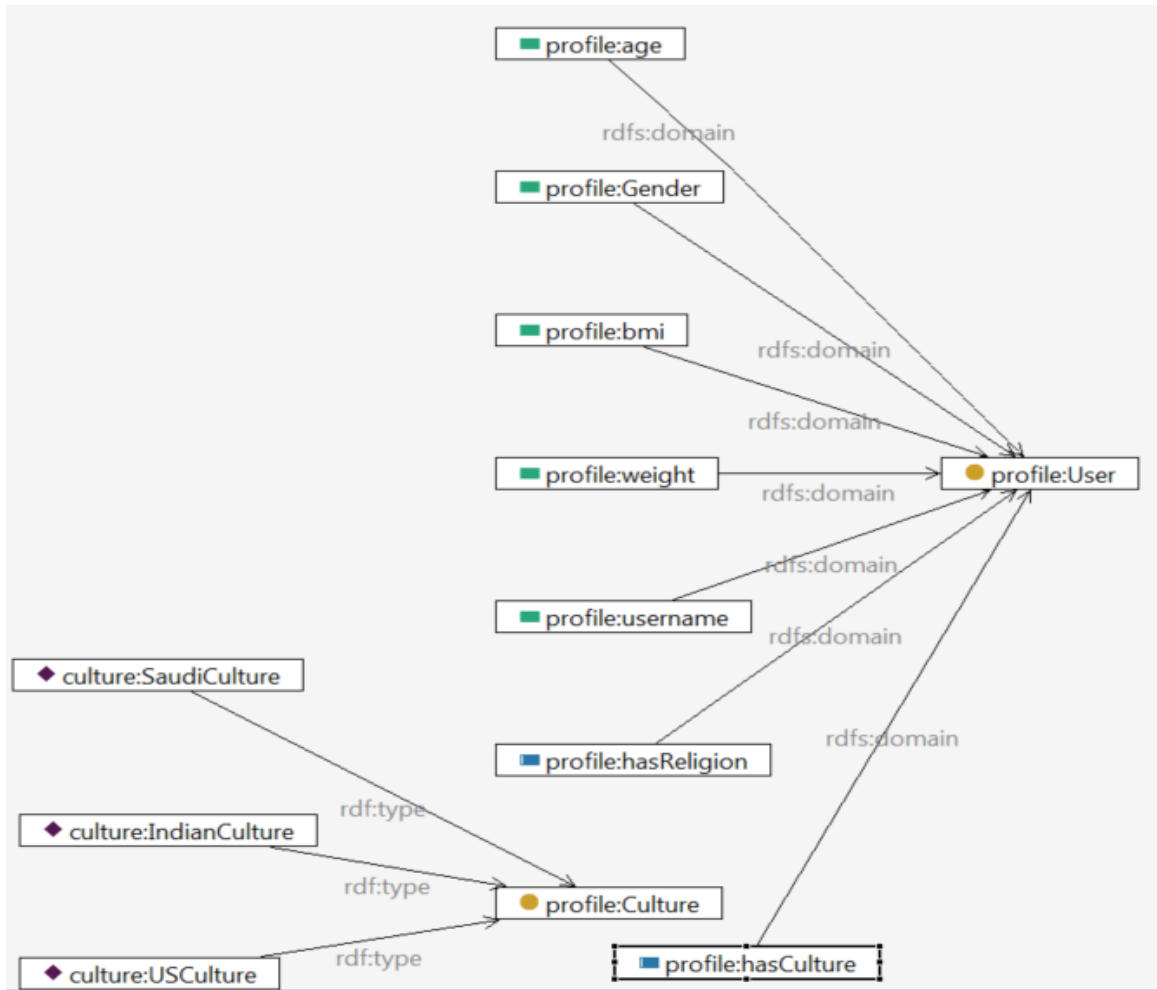 profile:age
rdfs:domain
profile:Gender
profile:bmi
rdfs:domain
rdfs:domain
profile:weight
profile:User
rdfs:domain
rdfs:domain
profile:username
rdfs:domain
culture:SaudiCulture
rdfs:domain
profile:hasReligion
rdf:type
culture:IndianCulture
rdf:type
profile:Culture
rdf:type
profile:hasCulture
culture:USCulture